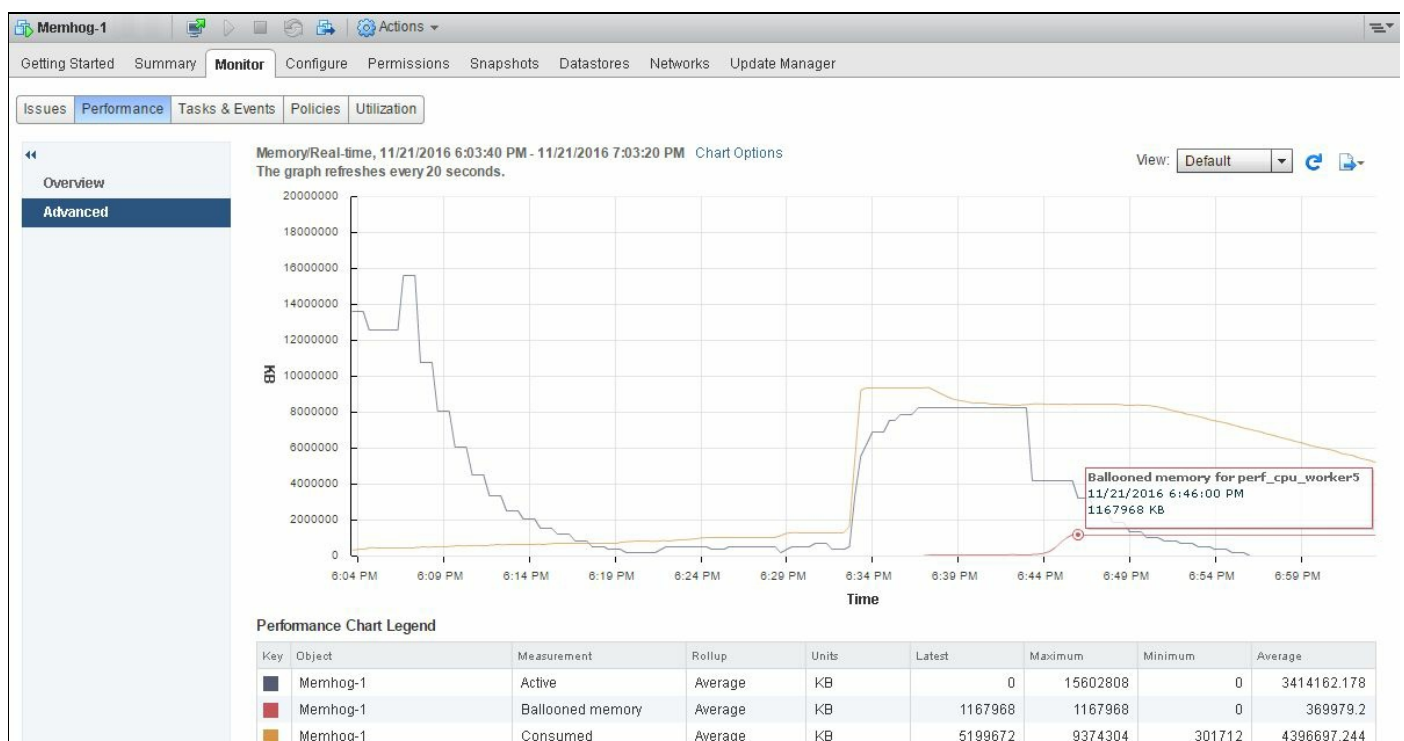 Memhog-1 Actions
Getting Started Summary Monitor Configure Permissions Snapshots Datastores Networks Update Manager
Issues Performance Tasks & Events Policies Utilization
Overview
Advanced
Memory/Real-time, 11/21/2016 6:03:40 PM - 11/21/2016 7:03:20 PM Chart Options
The graph refreshes every 20 seconds.
View: Default
20000000
18000000
16000000
14000000
12000000
10000000
8000000
6000000
4000000
2000000
0
KB
Ballooned memory for perf_cpu_worker5
11/21/2016 6:46:00 PM
1167968 KB
6:04 PM 6:09 PM 6:14 PM 6:19 PM 6:24 PM 6:29 PM 6:34 PM 6:39 PM 6:44 PM 6:49 PM 6:54 PM 6:59 PM
Time
Performance Chart Legend
Key Object Measurement Rollup Units Latest Maximum Minimum Average
Memhog-1 Active Average KB 0 15602808 0 3414162.178
Memhog-1 Ballooned memory Average KB 1167968 1167968 0 369979.2
Memhog-1 Consumed Average KB 5199672 9374304 301712 4396697.244